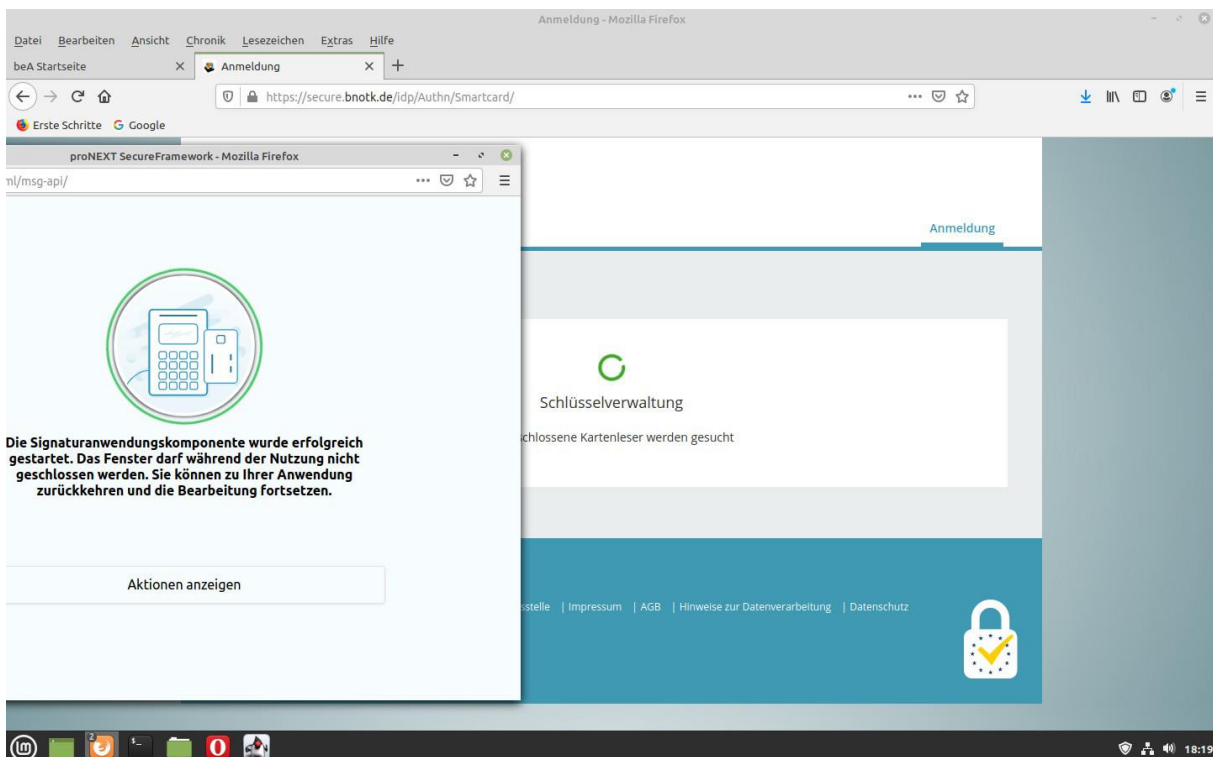 Anmeldung - Mozilla Firefox
Datei Bearbeiten Ansicht Chronik Lesezeichen Extras Hilfe
beA Startseite Anmeldung
https://secure.bnotk.de/idp/Authn/Smartcard/
Erste Schritte Google
proNEXT SecureFramework - Mozilla Firefox
ml/msg-api/
Die Signaturanwendungskomponente wurde erfolgreich
gestartet. Das Fenster darf während der Nutzung nicht
geschlossen werden. Sie können zu Ihrer Anwendung
zurückkehren und die Bearbeitung fortsetzen.
Aktionen anzeigen
Anmeldung
Schlüsselverwaltung
schlossene Kartenleser werden gesucht
sstelle | Impressum | AGB | Hinweise zur Datenverarbeitung | Datenschutz
2
18:19